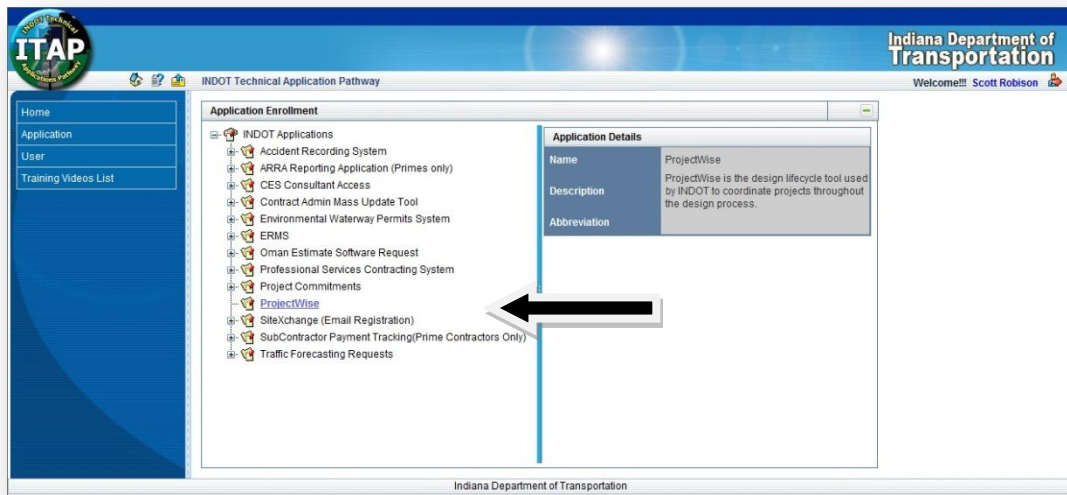 INDOT Technical
ITAP
Applications Pathway
Indiana Department of
Transportation
INDOT Technical Application Pathway
Welcome!!! Scott Robison
Home
Application
User
Training Videos List
Application Enrollment
INDOT Applications
Accident Recording System
ARRA Reporting Application (Primes only)
CES Consultant Access
Contract Admin Mass Update Tool
Environmental Waterway Permits System
ERMS
Oman Estimate Software Request
Professional Services Contracting System
Project Commitments
ProjectWise
SiteXchange (Email Registration)
SubContractor Payment Tracking(Prime Contractors Only)
Traffic Forecasting Requests
Application Details
Name
ProjectWise
Description
ProjectWise is the design lifecycle tool used
by INDOT to coordinate projects throughout
the design process.
Abbreviation
Indiana Department of Transportation